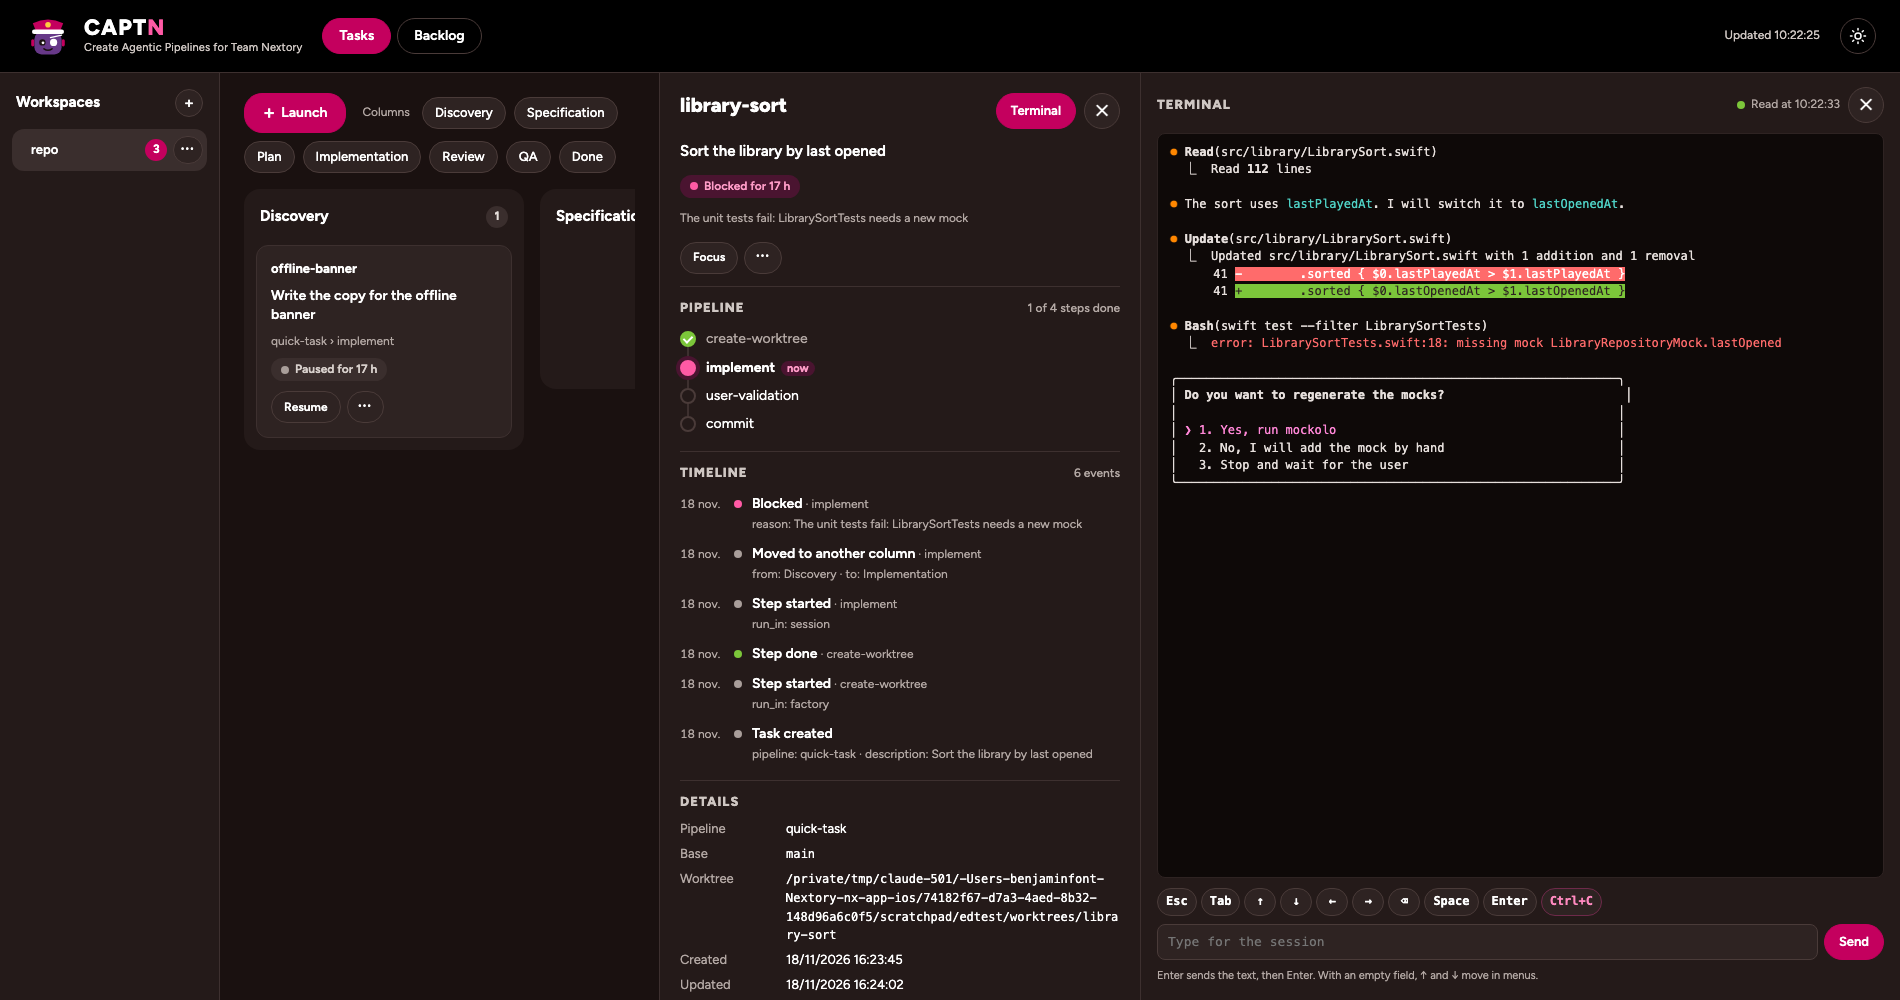 CAPTN
Create Agentic Pipelines for Team Nextory
Tasks
Backlog
Updated 10:22:25
Workspaces
+
repo
3
···
+ Launch
Columns
Discovery
Specification
Plan
Implementation
Review
QA
Done
Discovery
1
offline-banner
Write the copy for the offline
banner
quick-task › implement
Paused for 17 h
Resume
···
Specificatio
library-sort
Terminal
Sort the library by last opened
Blocked for 17 h
The unit tests fail: LibrarySortTests needs a new mock
Focus
···
PIPELINE
1 of 4 steps done
create-worktree
implement now
user-validation
commit
TIMELINE
6 events
18 nov. Blocked · implement
reason: The unit tests fail: LibrarySortTests needs a new mock
18 nov. Moved to another column · implement
from: Discovery · to: Implementation
18 nov. Step started · implement
run_in: session
18 nov. Step done · create-worktree
18 nov. Step started · create-worktree
run_in: factory
18 nov. Task created
pipeline: quick-task · description: Sort the library by last opened
DETAILS
Pipeline quick-task
Base main
Worktree /private/tmp/claude-501/-Users-benjaminfont-
Nextory-nx-app-ios/74182f67-d7a3-4aed-8b32-
148d96a6c0f5/scratchpad/edtest/worktrees/libra
ry-sort
Created 18/11/2026 16:23:45
Updated 18/11/2026 16:24:02
TERMINAL
Read at 10:22:33
Read(src/library/LibrarySort.swift)
Read 112 lines
The sort uses lastPlayedAt. I will switch it to lastOpenedAt.
Update(src/library/LibrarySort.swift)
Updated src/library/LibrarySort.swift with 1 addition and 1 removal
41 - .sorted { $0.lastPlayedAt > $1.lastPlayedAt }
41 + .sorted { $0.lastOpenedAt > $1.lastOpenedAt }
Bash(swift test --filter LibrarySortTests)
error: LibrarySortTests.swift:18: missing mock LibraryRepositoryMock.lastOpened
Do you want to regenerate the mocks?
❯ 1. Yes, run mockolo
2. No, I will add the mock by hand
3. Stop and wait for the user
Esc
Tab
↑
↓
←
→
⌫
Space
Enter
Ctrl+C
Type for the session
Send
Enter sends the text, then Enter. With an empty field, ↑ and ↓ move in menus.